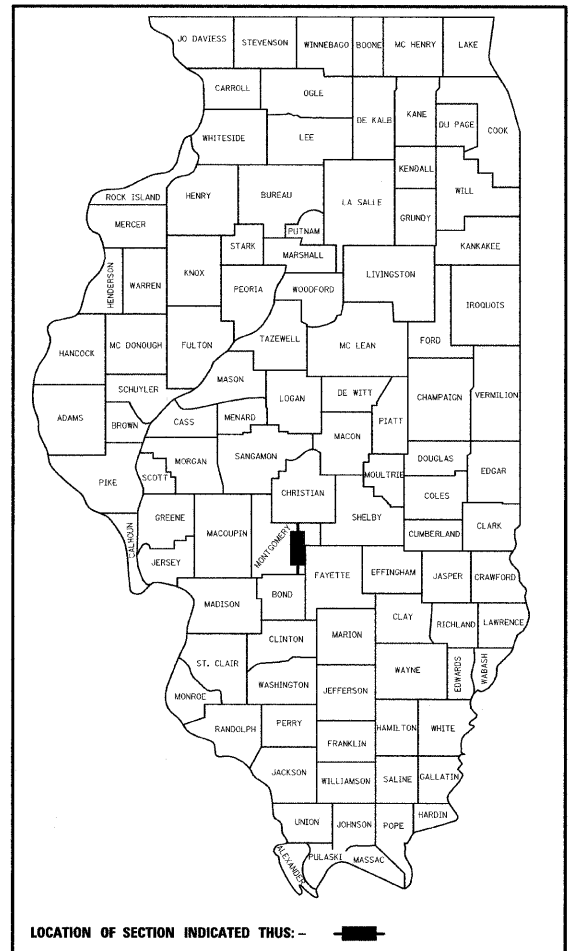 JO DAVIESS
STEVENSON
WINNEBAGO
BOONE
MC HENRY
LAKE
CARROLL
OGLE
DE KALB
KANE
DU PAGE
COOK
WHITESIDE
LEE
KENDALL
WILL
ROCK ISLAND
HENRY
BUREAU
LA SALLE
GRUNDY
MERCER
PUTNAM
STARK
MARSHALL
KANKAKEE
HENDERSON
WARREN
KNOX
PEORIA
WOODFORD
LIVINGSTON
IROQUOIS
HANCOCK
MC DONOUGH
FULTON
TAZEWELL
MC LEAN
FORD
SCHUYLER
MASON
LOGAN
DE WITT
CHAMPAIGN
VERMILION
ADAMS
BROWN
CASS
MENARD
MACON
PIATT
PIKE
SCOTT
MORGAN
SANGAMON
MOULTRIE
DOUGLAS
EDGAR
CHRISTIAN
COLES
CALHOUN
GREENE
MACOUPIN
MONTGOMERY
SHELBY
CUMBERLAND
CLARK
JERSEY
FAYETTE
EFFINGHAM
JASPER
CRAWFORD
MADISON
BOND
CLAY
RICHLAND
LAWRENCE
CLINTON
MARION
ST. CLAIR
WAYNE
EDWARDS
WABASH
MONROE
WASHINGTON
JEFFERSON
RANDOLPH
PERRY
HAMILTON
WHITE
FRANKLIN
JACKSON
WILLIAMSON
SALINE
GALLATIN
UNION
JOHNSON
POPE
HARDIN
ALEXANDER
PULASKI
MASSAC
LOCATION OF SECTION INDICATED THUS: -